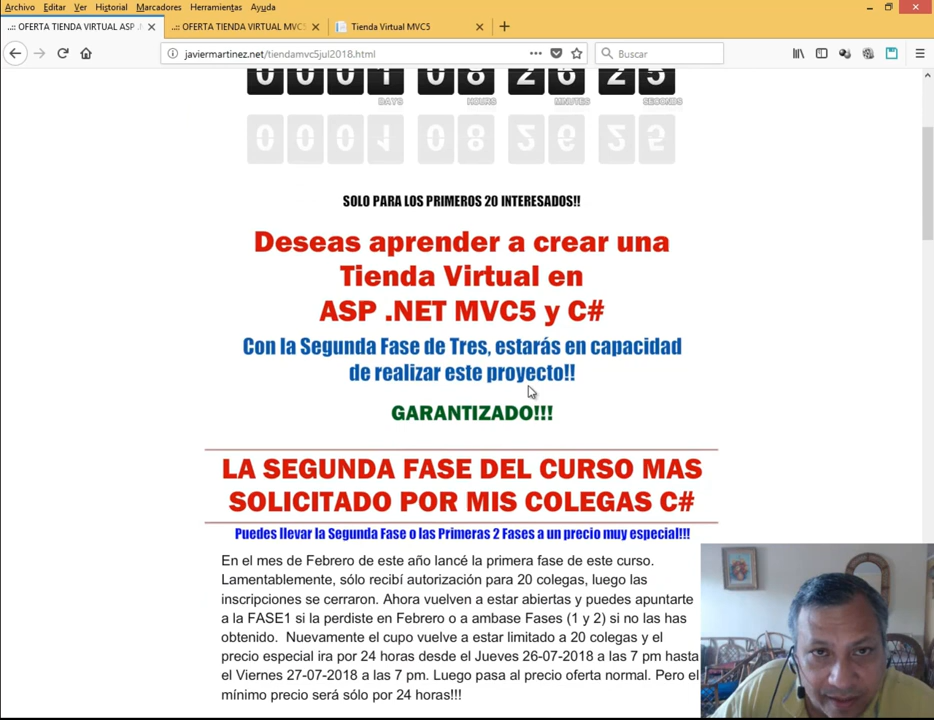 Archivo Editar Ver Historial Marcadores Herramientas Ayuda
..:: OFERTA TIENDA VIRTUAL ASP .
..:: OFERTA TIENDA VIRTUAL MVC5
Tienda Virtual MVC5
javiermartinez.net/tiendamvc5jul2018.html
Buscar
0001 08 26 25
DAYS HOURS MINUTES SECONDS
SOLO PARA LOS PRIMEROS 20 INTERESADOS!!
Deseas aprender a crear una
Tienda Virtual en
ASP .NET MVC5 y C#
Con la Segunda Fase de Tres, estarás en capacidad
de realizar este proyecto!!
GARANTIZADO!!!
LA SEGUNDA FASE DEL CURSO MAS
SOLICITADO POR MIS COLEGAS C#
Puedes llevar la Segunda Fase o las Primeras 2 Fases a un precio muy especial!!!
En el mes de Febrero de este año lancé la primera fase de este curso.
Lamentablemente, sólo recibí autorización para 20 colegas, luego las
inscripciones se cerraron. Ahora vuelven a estar abiertas y puedes apuntarte
a la FASE1 si la perdiste en Febrero o a ambase Fases (1 y 2) si no las has
obtenido. Nuevamente el cupo vuelve a estar limitado a 20 colegas y el
precio especial ira por 24 horas desde el Jueves 26-07-2018 a las 7 pm hasta
el Viernes 27-07-2018 a las 7 pm. Luego pasa al precio oferta normal. Pero el
mínimo precio será sólo por 24 horas!!!